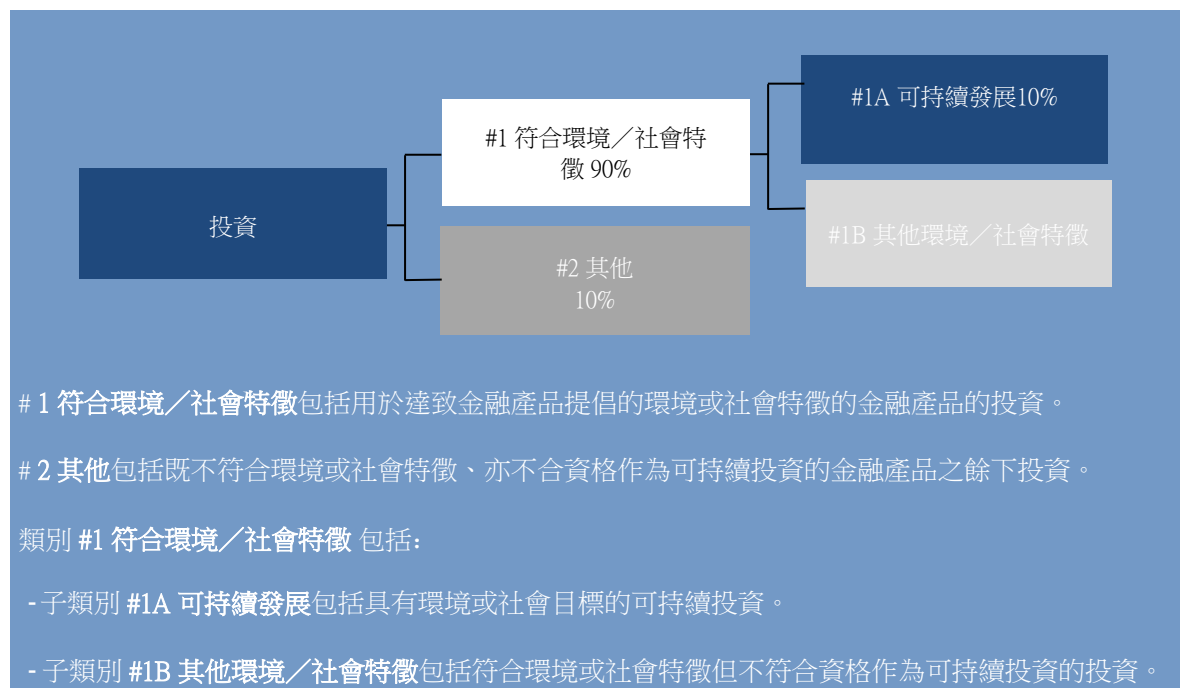 投資
#1 符合環境／社會特
徵 90%
#2 其他
10%
#1A 可持續發展10%
#1B 其他環境／社會特徵
# 1 符合環境／社會特徵包括用於達致金融產品提倡的環境或社會特徵的金融產品的投資。
# 2 其他包括既不符合環境或社會特徵、亦不合資格作為可持續投資的金融產品之餘下投資。
類別 #1 符合環境／社會特徵 包括：
- 子類別 #1A 可持續發展包括具有環境或社會目標的可持續投資。
- 子類別 #1B 其他環境／社會特徵包括符合環境或社會特徵但不符合資格作為可持續投資的投資。